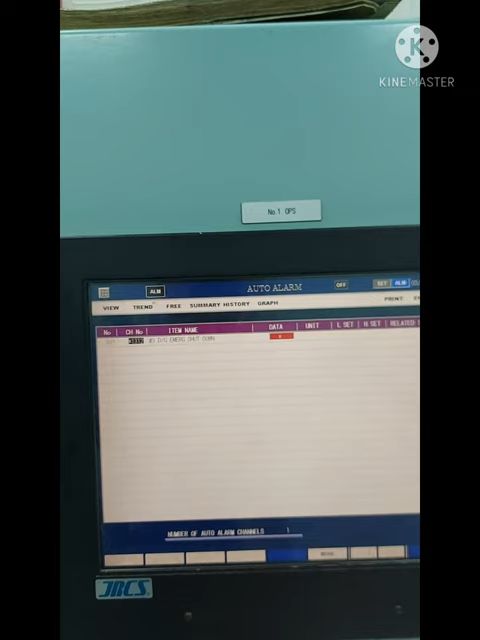 KINEMASTER
No.1 OPS
ALM
AUTO ALARM
OFF
SET ALM
VIEW TREND FREE SUMMARY HISTORY GRAPH PRINT
No CH No ITEM NAME DATA UNIT L SET H SET RELATED
D/G EMERG SHUT DOWN
NUMBER OF AUTO ALARM CHANNELS 1
JRCS